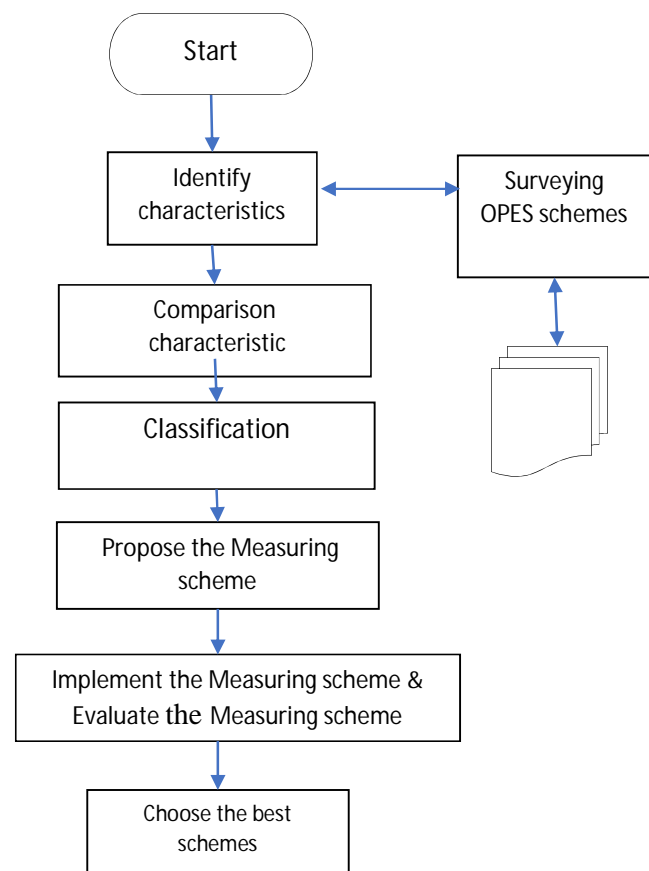 Start
Identify
characteristics
Surveying
OPES schemes
Comparison
characteristic
Classification
Propose the Measuring
scheme
Implement the Measuring scheme &
Evaluate the Measuring scheme
Choose the best
schemes